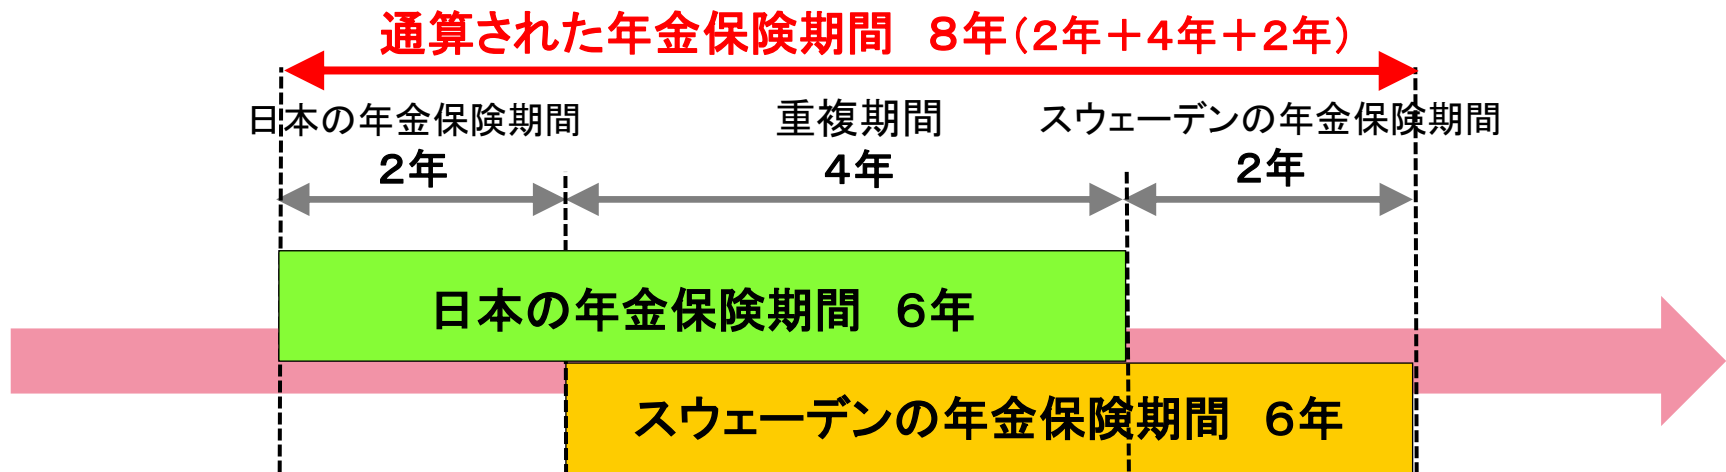 通算された年金保険期間　８年（２年＋４年＋２年）
日本の年金保険期間
２年
重複期間
４年
スウェーデンの年金保険期間
２年
日本の年金保険期間　６年
スウェーデンの年金保険期間　６年